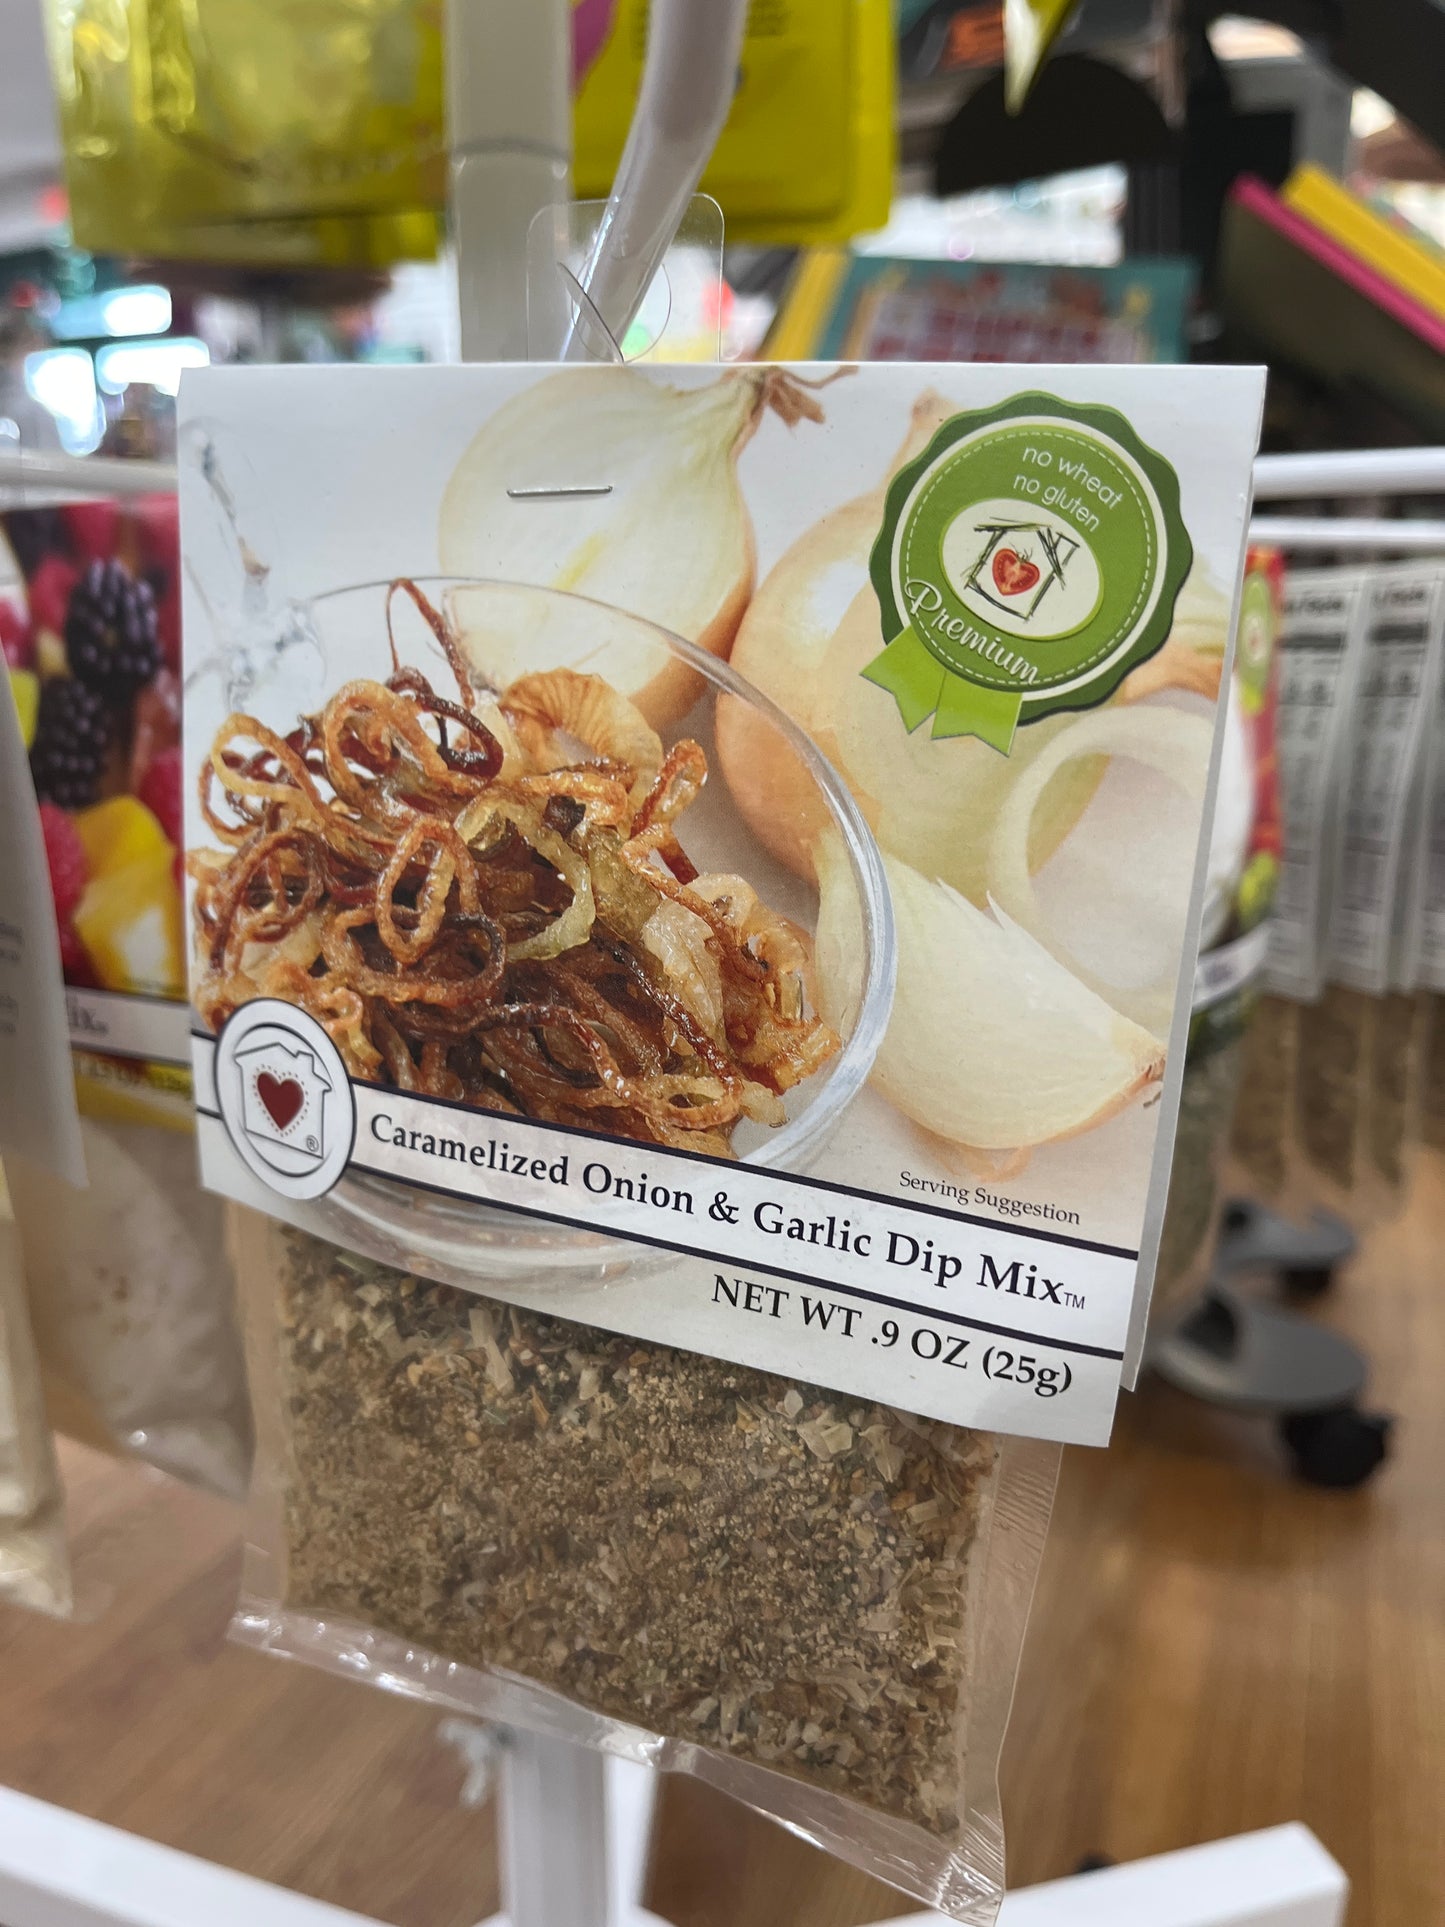 no wheat
no gluten
Premium
Serving Suggestion
Caramelized Onion & Garlic Dip Mix™
NET WT .9 OZ (25g)
®